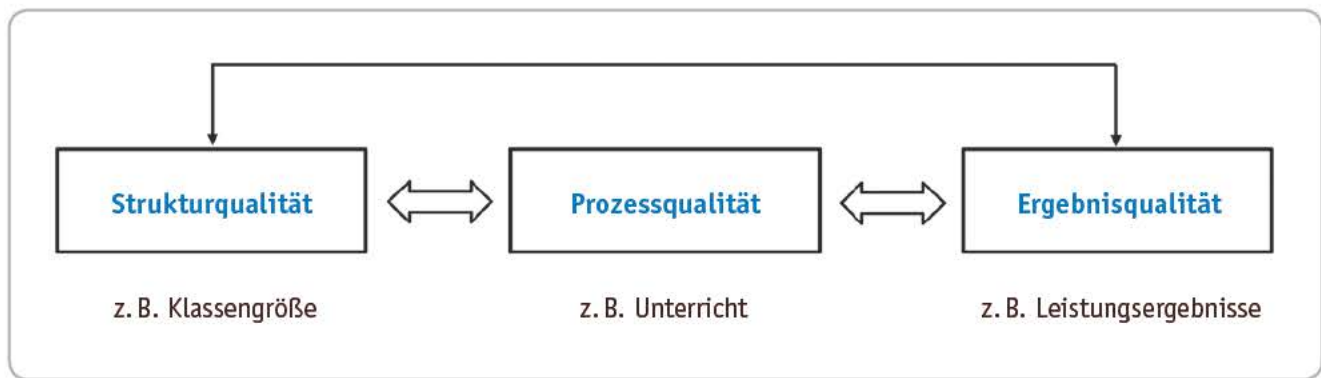 Strukturqualität
Prozessqualität
Ergebnisqualität
z. B. Klassengröße
z. B. Unterricht
z. B. Leistungsergebnisse